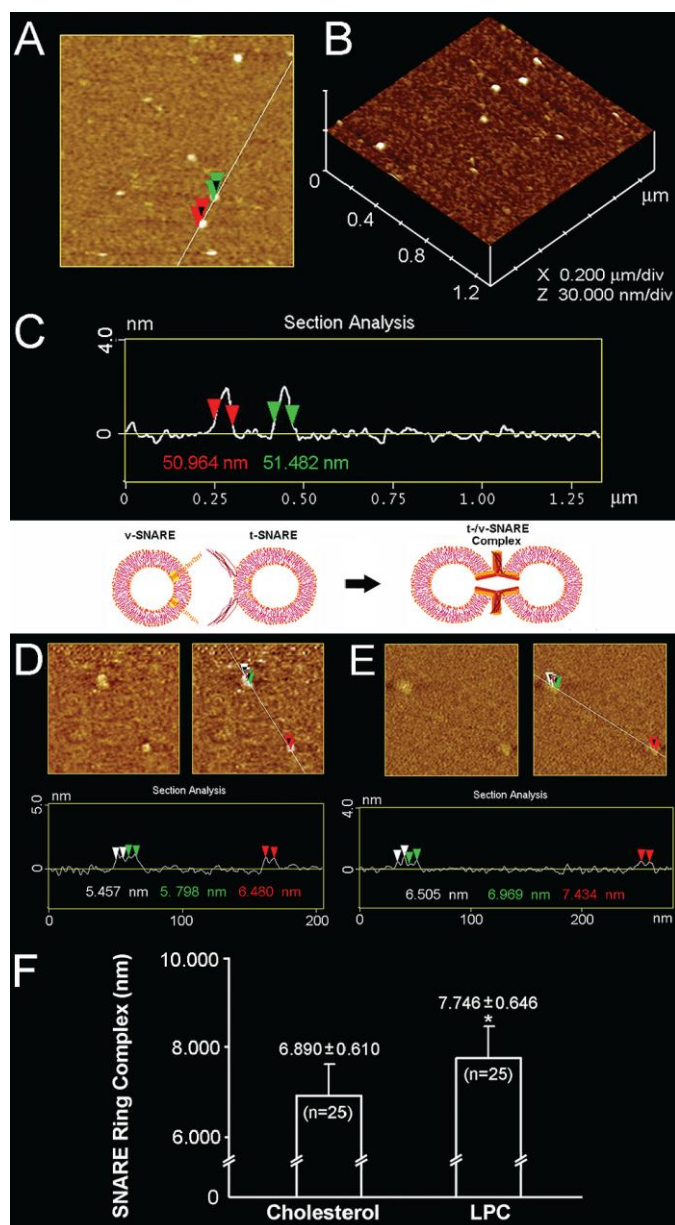 A
B
0
0.4
0.8
1.2
μm
X 0.200 μm/div
Z 30.000 nm/div
C
nm
Section Analysis
4.0
0
50.964 nm
51.482 nm
0
0.25
0.50
0.75
1.00
1.25
μm
v-SNARE
t-SNARE
t-/v-SNARE
Complex
D
E
nm
Section Analysis
5.0
0
5.457 nm
5.798 nm
6.480 nm
0
100
200
nm
Section Analysis
4.0
0
6.505 nm
6.969 nm
7.434 nm
0
100
200
nm
F
SNARE Ring Complex (nm)
10.000
8.000
6.000
0
6.890±0.610
(n=25)
7.746±0.646
*
(n=25)
Cholesterol
LPC